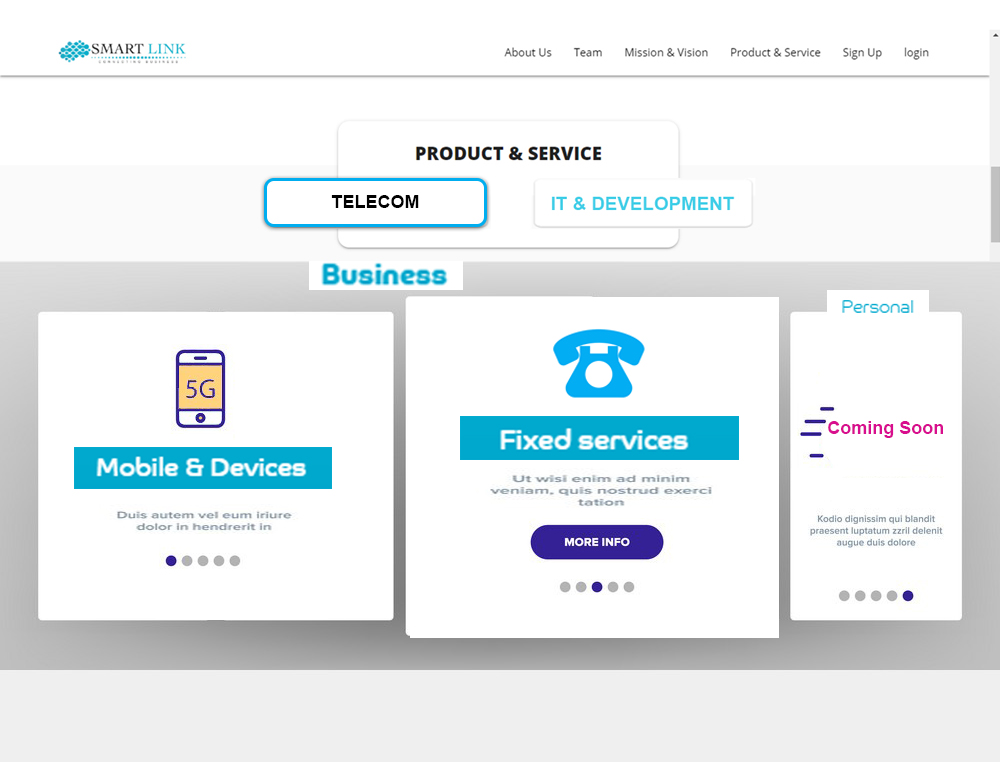 SMART LINK
CONNECTING BUSINESS
About Us Team Mission & Vision Product & Service Sign Up login
PRODUCT & SERVICE
TELECOM
IT & DEVELOPMENT
Business
5G
Mobile & Devices
Duis autem vel eum iriure
dolor in hendrerit in
Fixed services
Ut wisi enim ad minim
veniam, quis nostrud exerci
tation
MORE INFO
Personal
Coming Soon
Kodio dignissim qui blandit
praesent luptatum zzril delenit
augue duis dolore